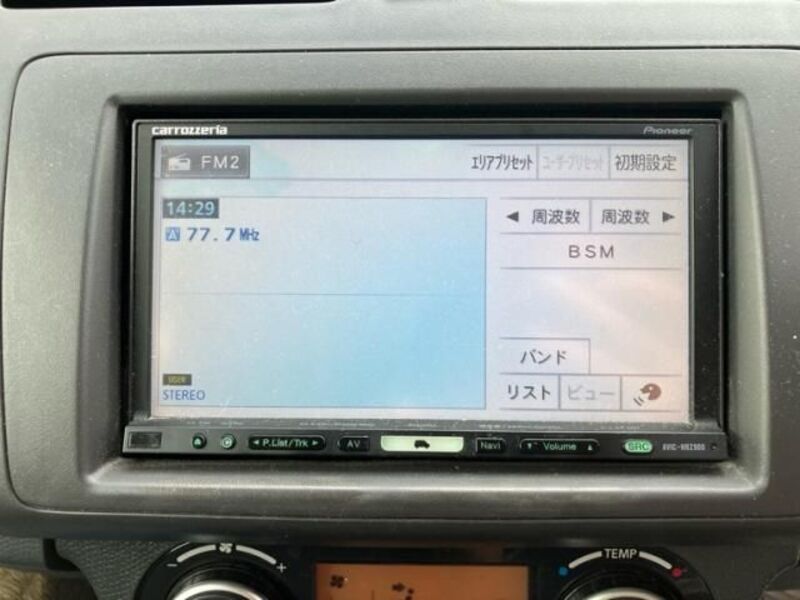 carrozzeria
Pioneer
FM2
エリアプリセット
ユーザープリセット
初期設定
14:29
A 77.7 MHz
◀ 周波数
周波数 ▶
BSM
バンド
USER
STEREO
リスト
ビュー
P.List/Trk
AV
Navi
Volume
SRC
TEMP
- +